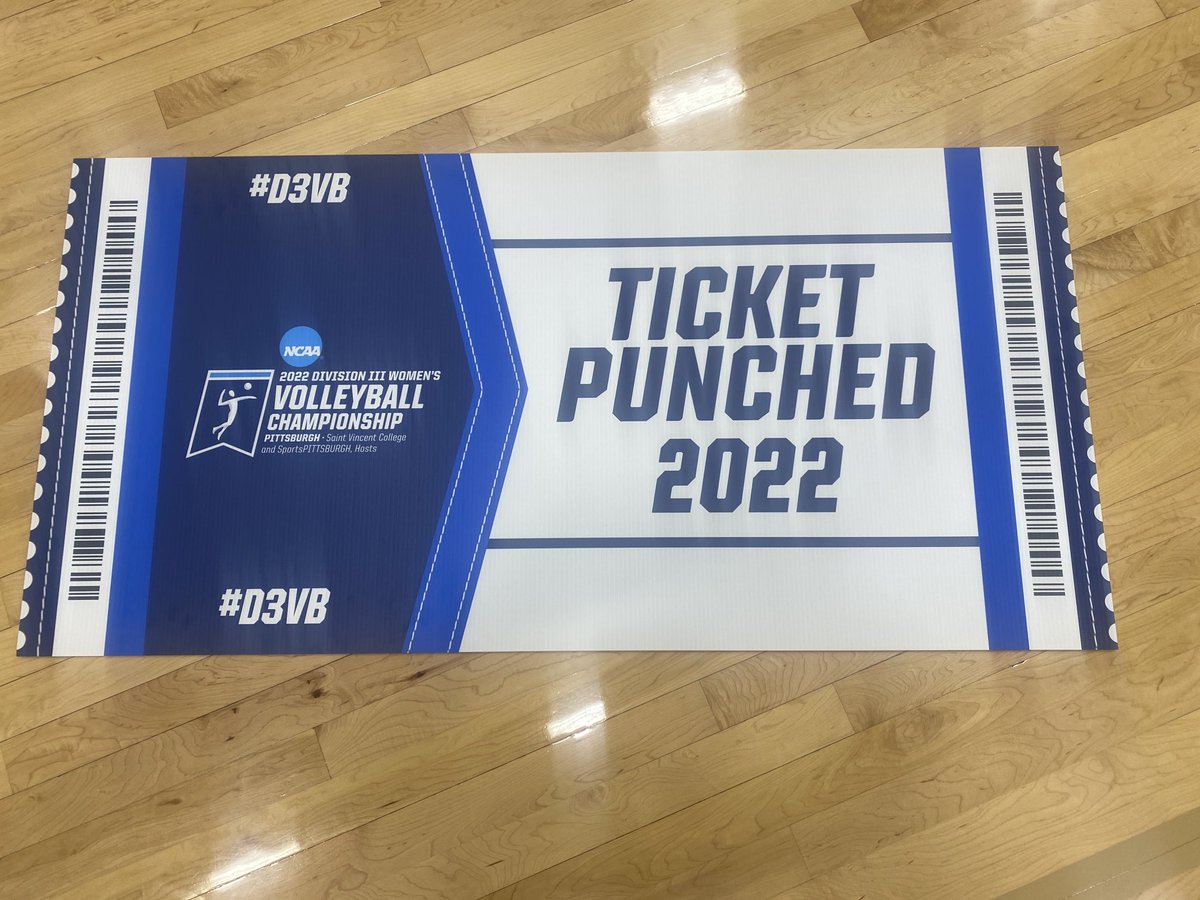 #D3VB
NCAA
2022 DIVISION III WOMEN'S
VOLLEYBALL
CHAMPIONSHIP
PITTSBURGH · Saint Vincent College
and SportsPITTSBURGH, Hosts
#D3VB
TICKET
PUNCHED
2022